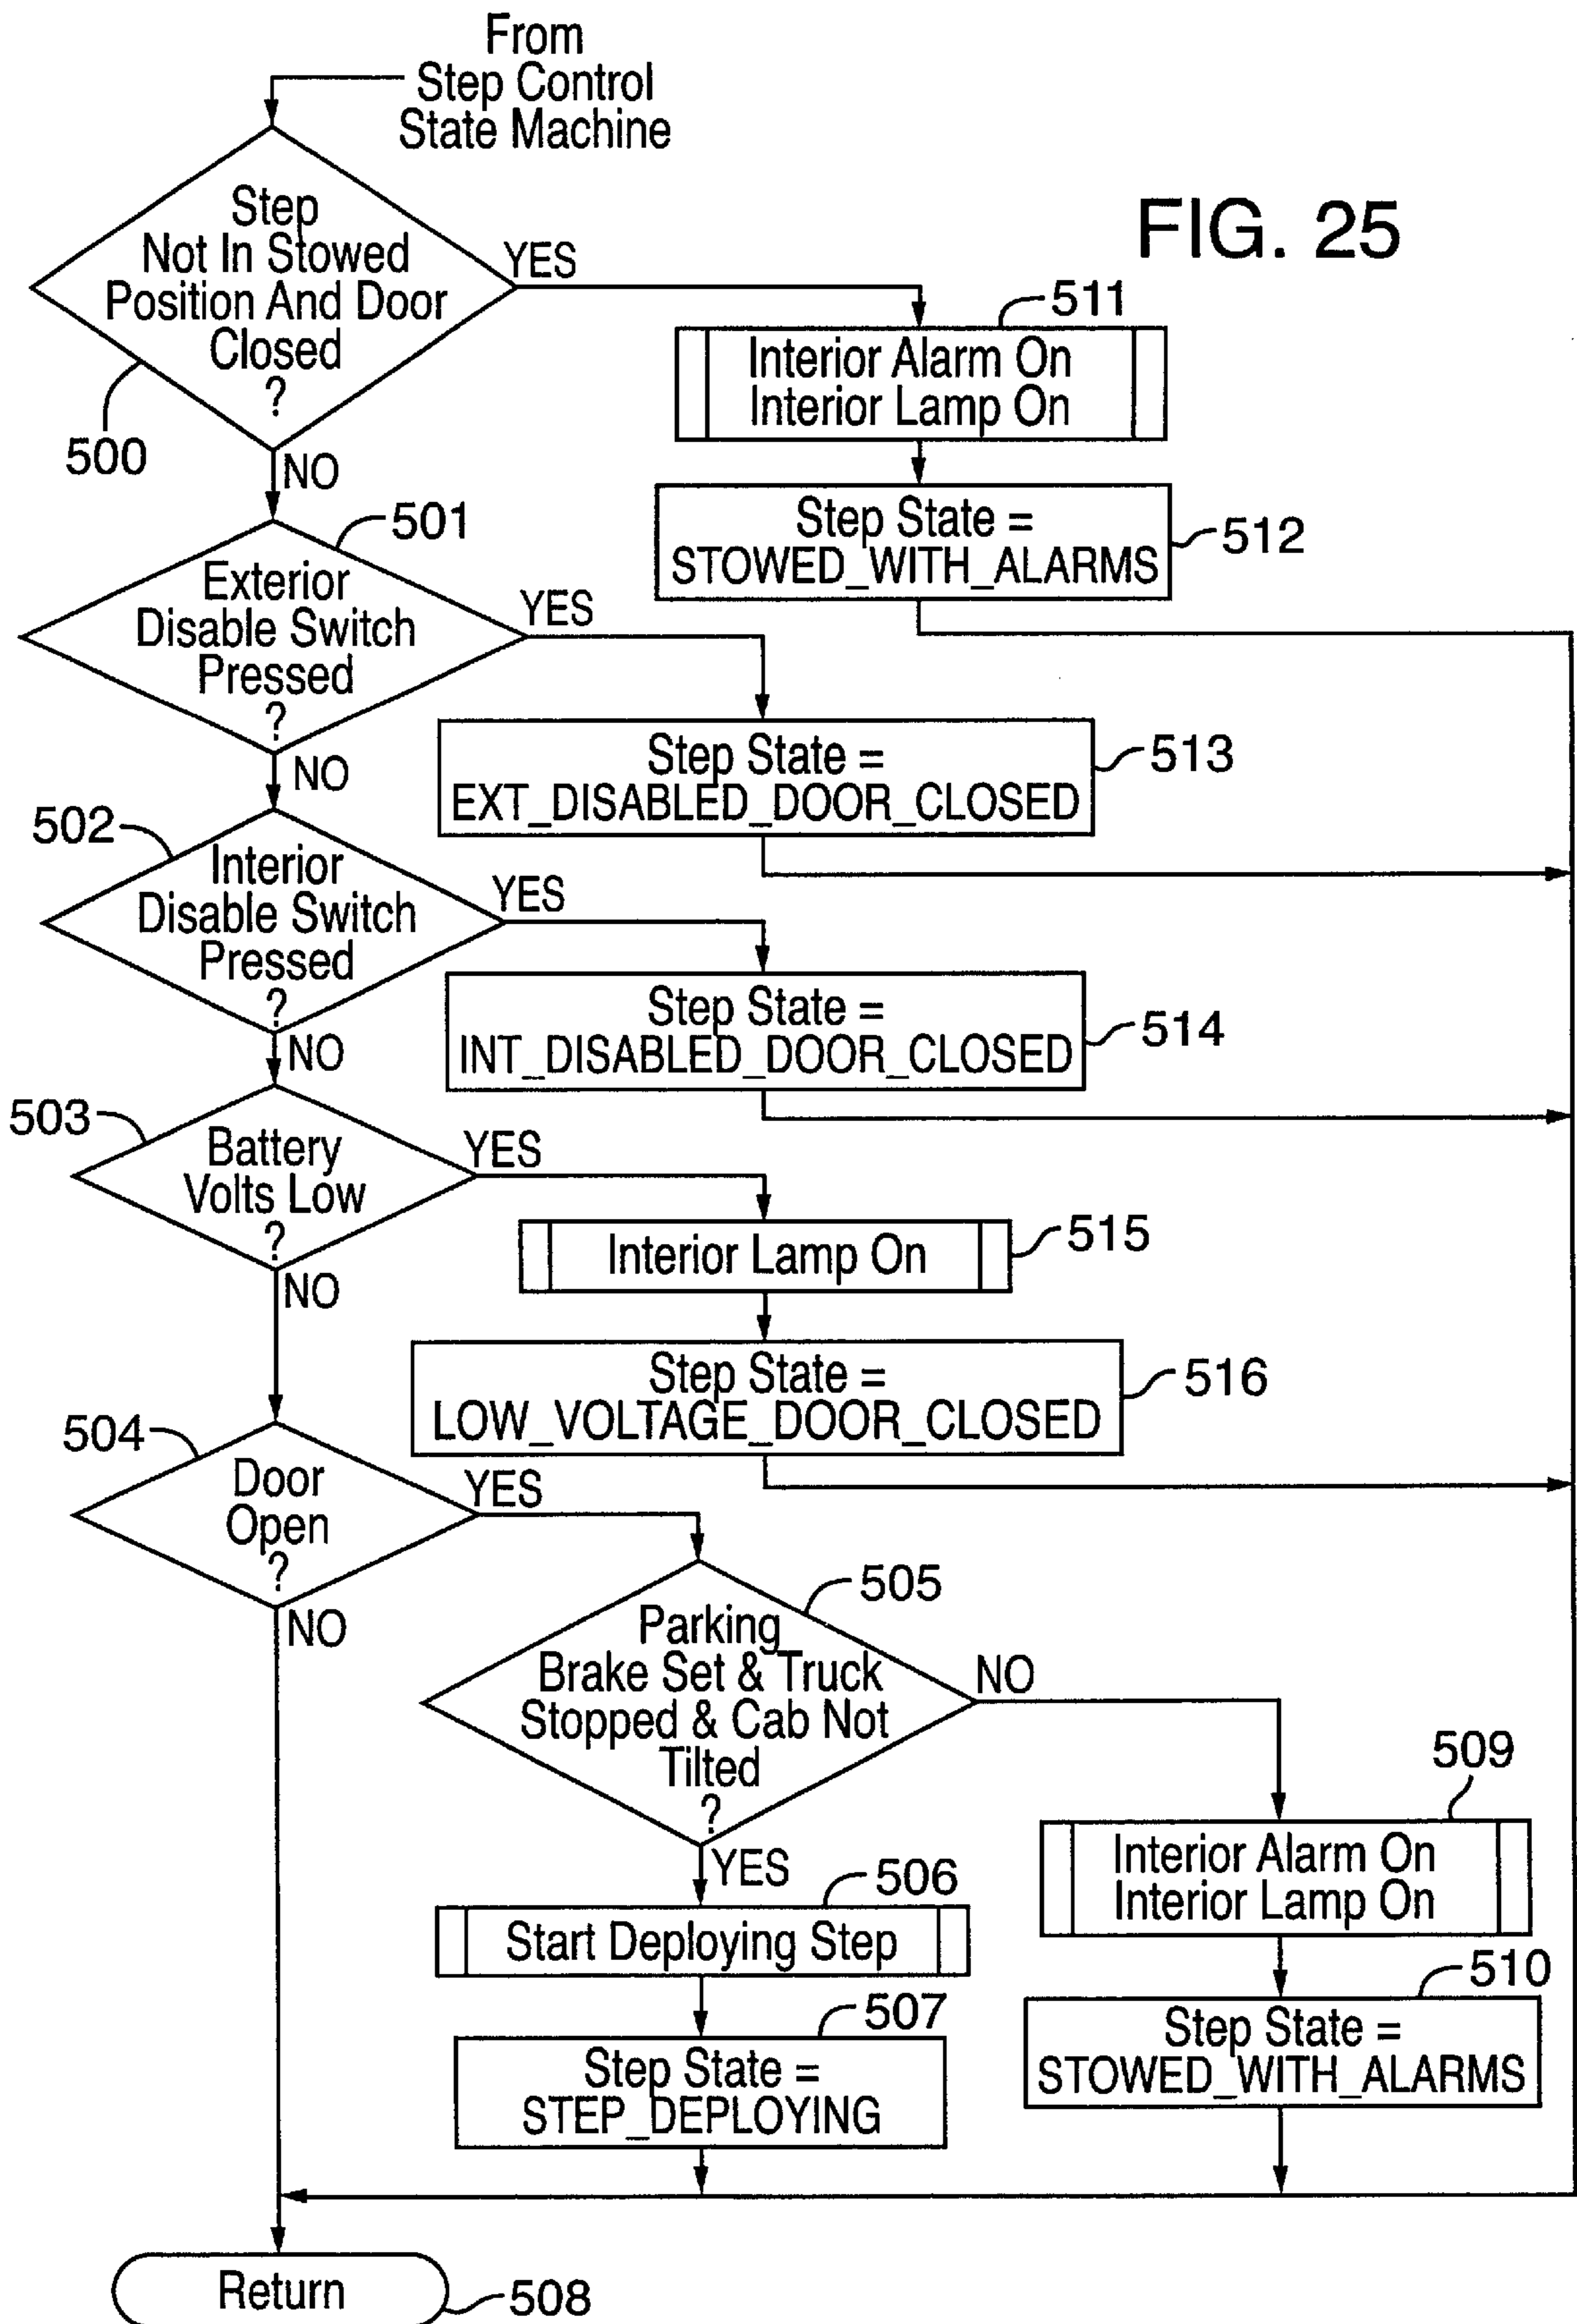 From
Step Control
State Machine
FIG. 25
Step
Not In Stowed
Position And Door
Closed
?
500
YES
NO
511
Interior Alarm On
Interior Lamp On
Step State =
STOWED_WITH_ALARMS
512
501
Exterior
Disable Switch
Pressed
?
YES
NO
Step State =
EXT_DISABLED_DOOR_CLOSED
513
502
Interior
Disable Switch
Pressed
?
YES
NO
Step State =
INT_DISABLED_DOOR_CLOSED
514
503
Battery
Volts Low
?
YES
NO
Interior Lamp On
515
Step State =
LOW_VOLTAGE_DOOR_CLOSED
516
504
Door
Open
?
YES
NO
505
Parking
Brake Set & Truck
Stopped & Cab Not
Tilted
?
NO
YES
509
Interior Alarm On
Interior Lamp On
506
Start Deploying Step
510
Step State =
STOWED_WITH_ALARMS
507
Step State =
STEP_DEPLOYING
Return
508